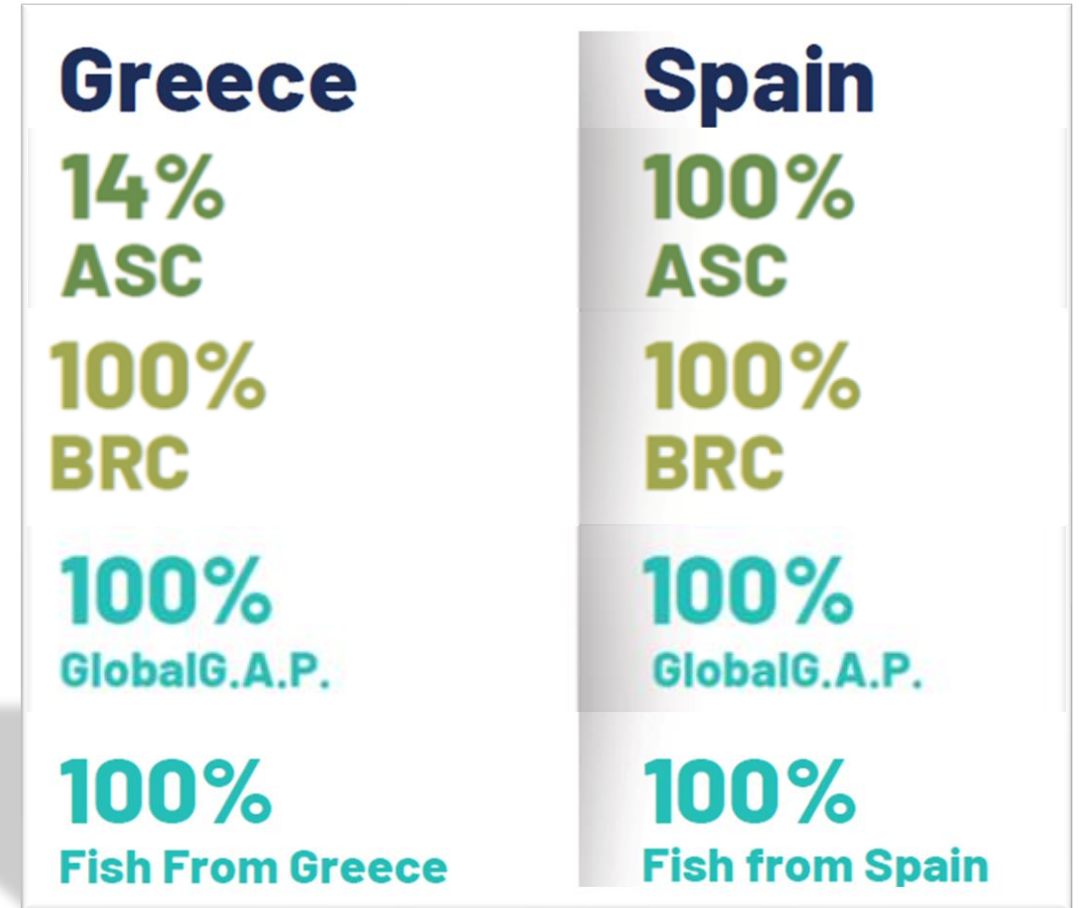 Greece
14%
ASC
100%
BRC
100%
GlobalG.A.P.
100%
Fish From Greece
Spain
100%
ASC
100%
BRC
100%
GlobalG.A.P.
100%
Fish from Spain